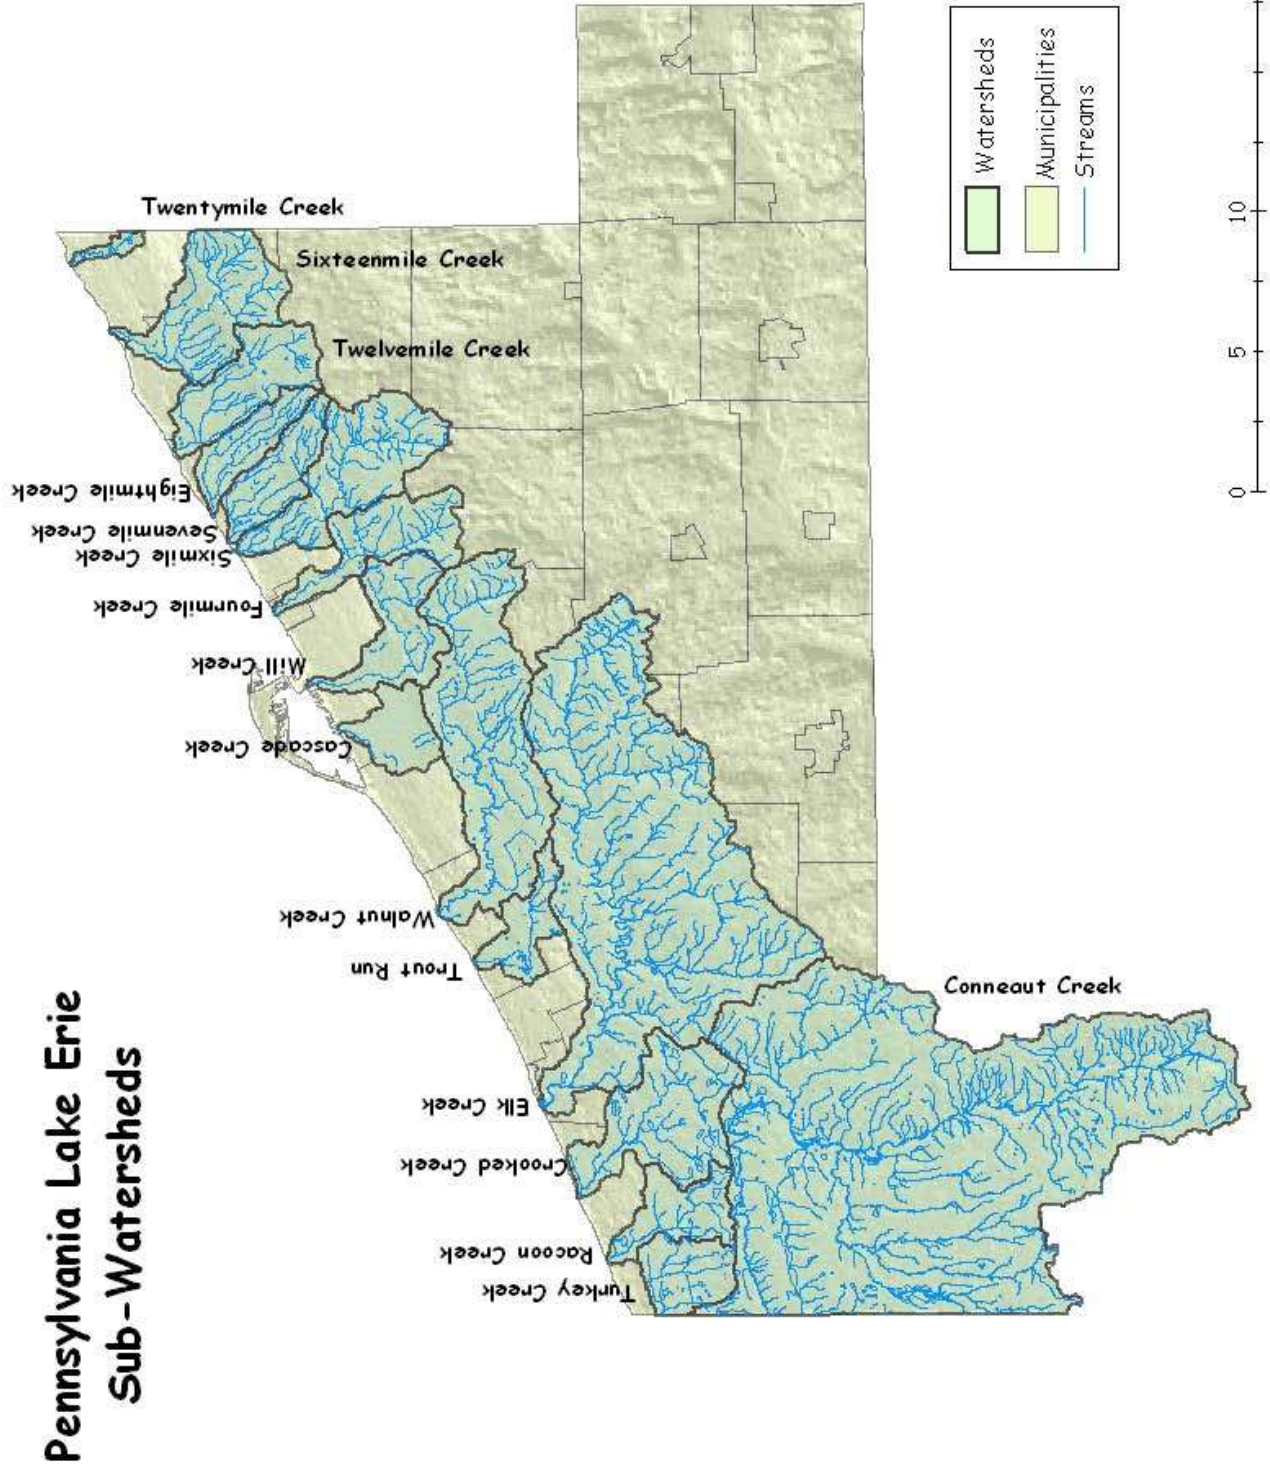 Pennsylvania Lake Erie
Sub-Watersheds
Twentymile Creek
Sixteenmile Creek
Twelvemile Creek
Eightmile Creek
Sevenmile Creek
Sixmile Creek
Fourmile Creek
Mill Creek
Cascade Creek
Walnut Creek
Trout Run
Elk Creek
Crooked Creek
Racoon Creek
Turkey Creek
Conneaut Creek
Watersheds
Municipalities
Streams
0 5 10